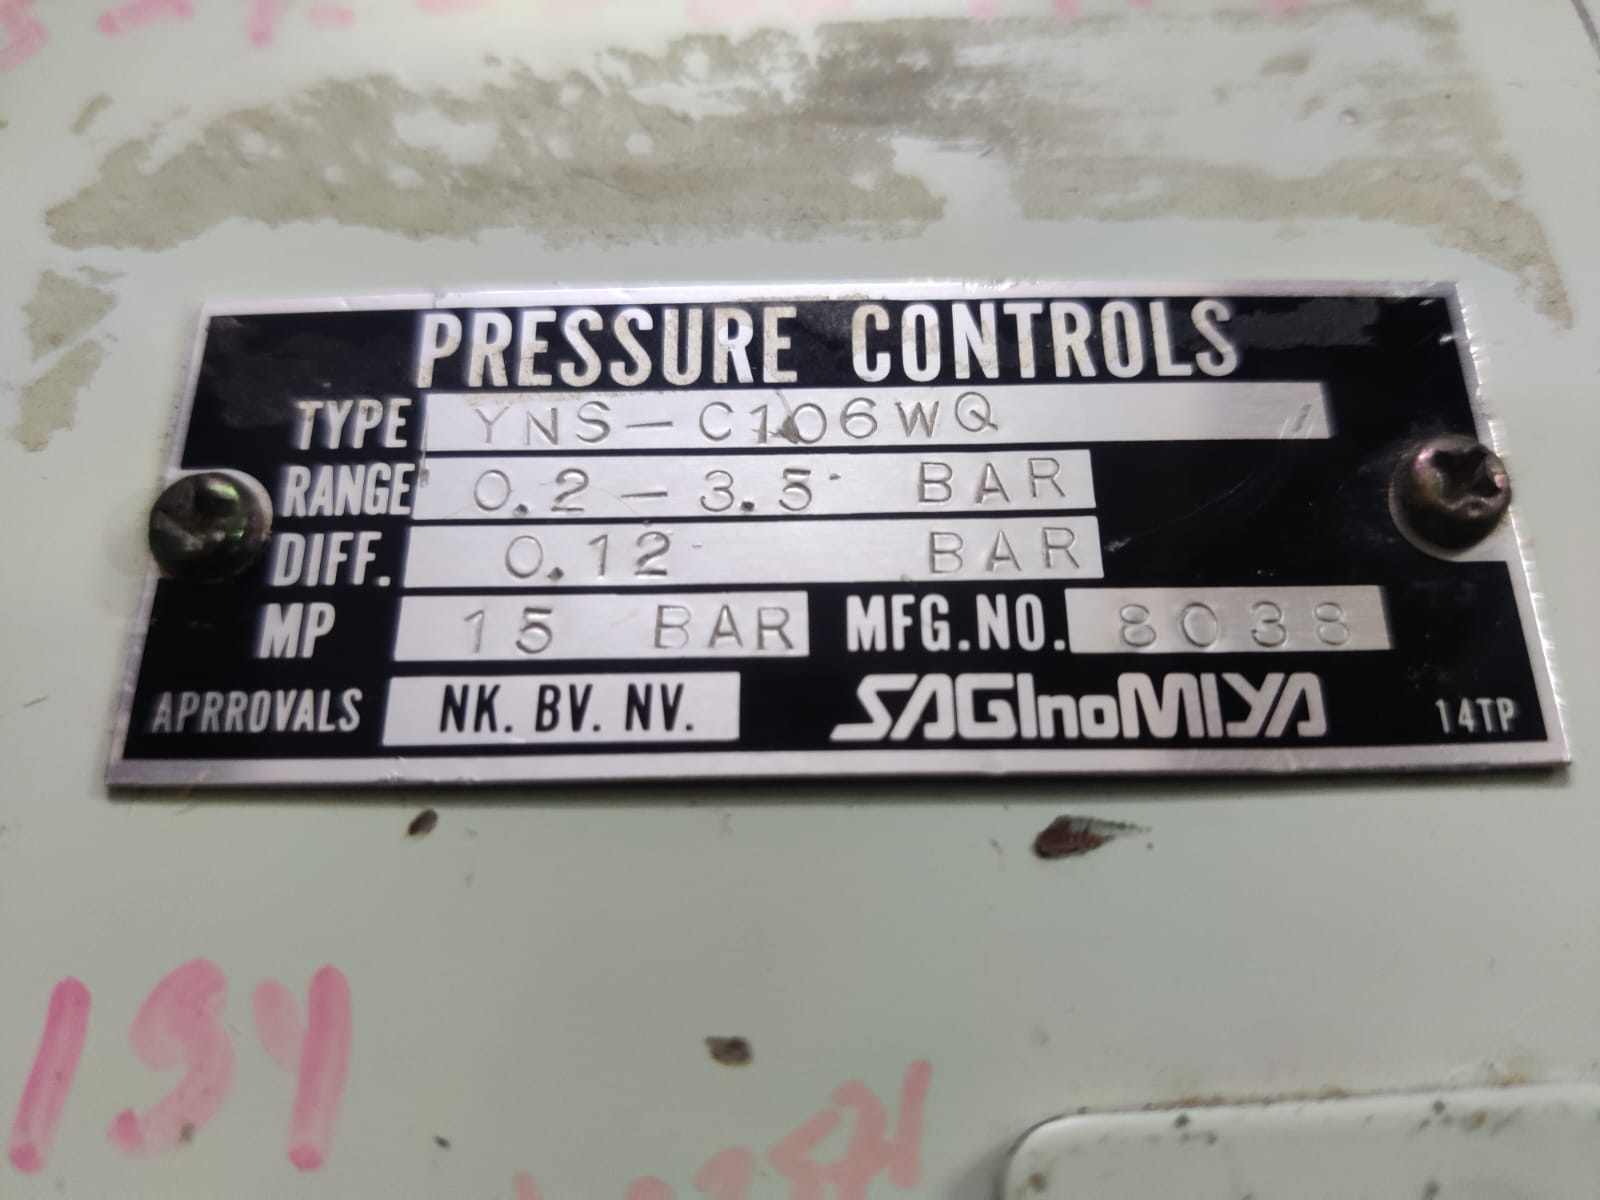 PRESSURE CONTROLS
TYPE YNS-C106WQ
RANGE 0.2-3.5 BAR
DIFF. 0.12 BAR
MP 15 BAR MFG.NO. 8038
APRROVALS NK. BV. NV. SAGInoMIYA 14TP